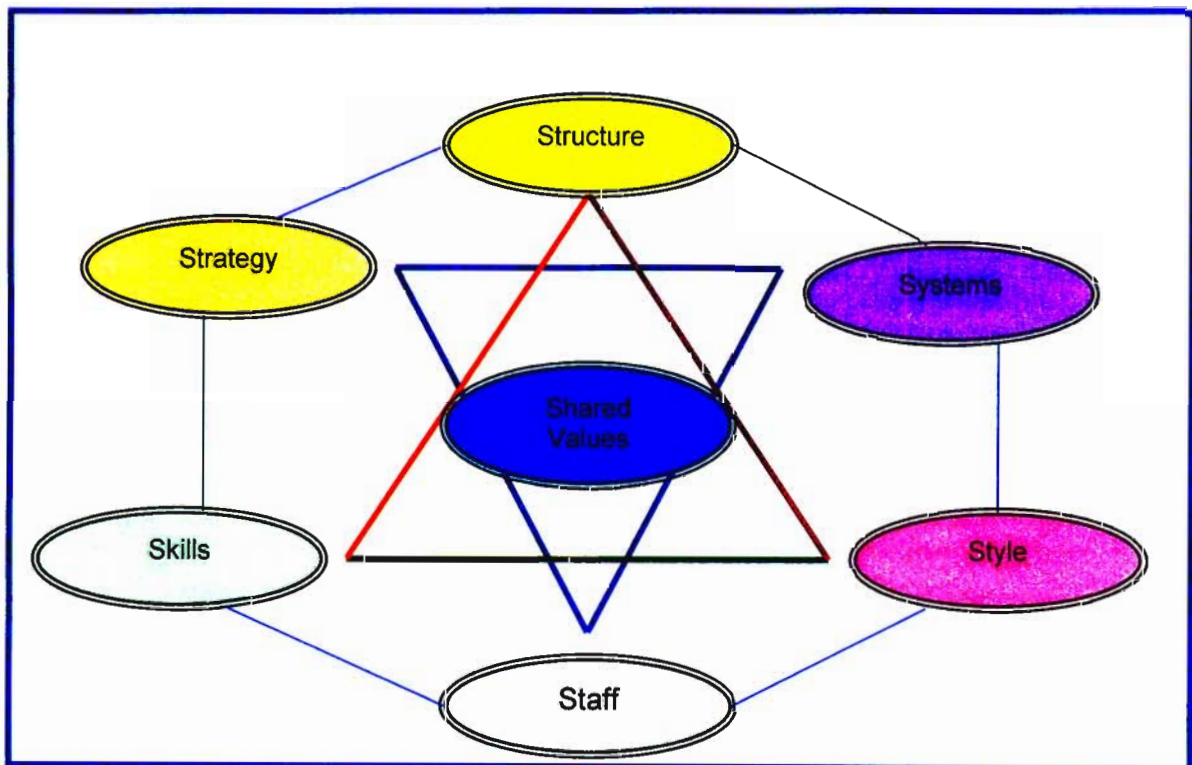 Structure
Strategy
Systems
Shared
Values
Skills
Style
Staff